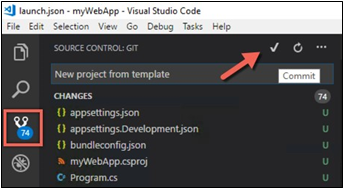 launch.json - myWebApp - Visual Studio Code
File Edit Selection View Go Debug Tasks Help
SOURCE CONTROL: GIT
New project from template
Commit
CHANGES 74
74
{} appsettings.json U
{} appsettings.Development.json U
{} bundleconfig.json U
myWebApp.csproj U
C# Program.cs U